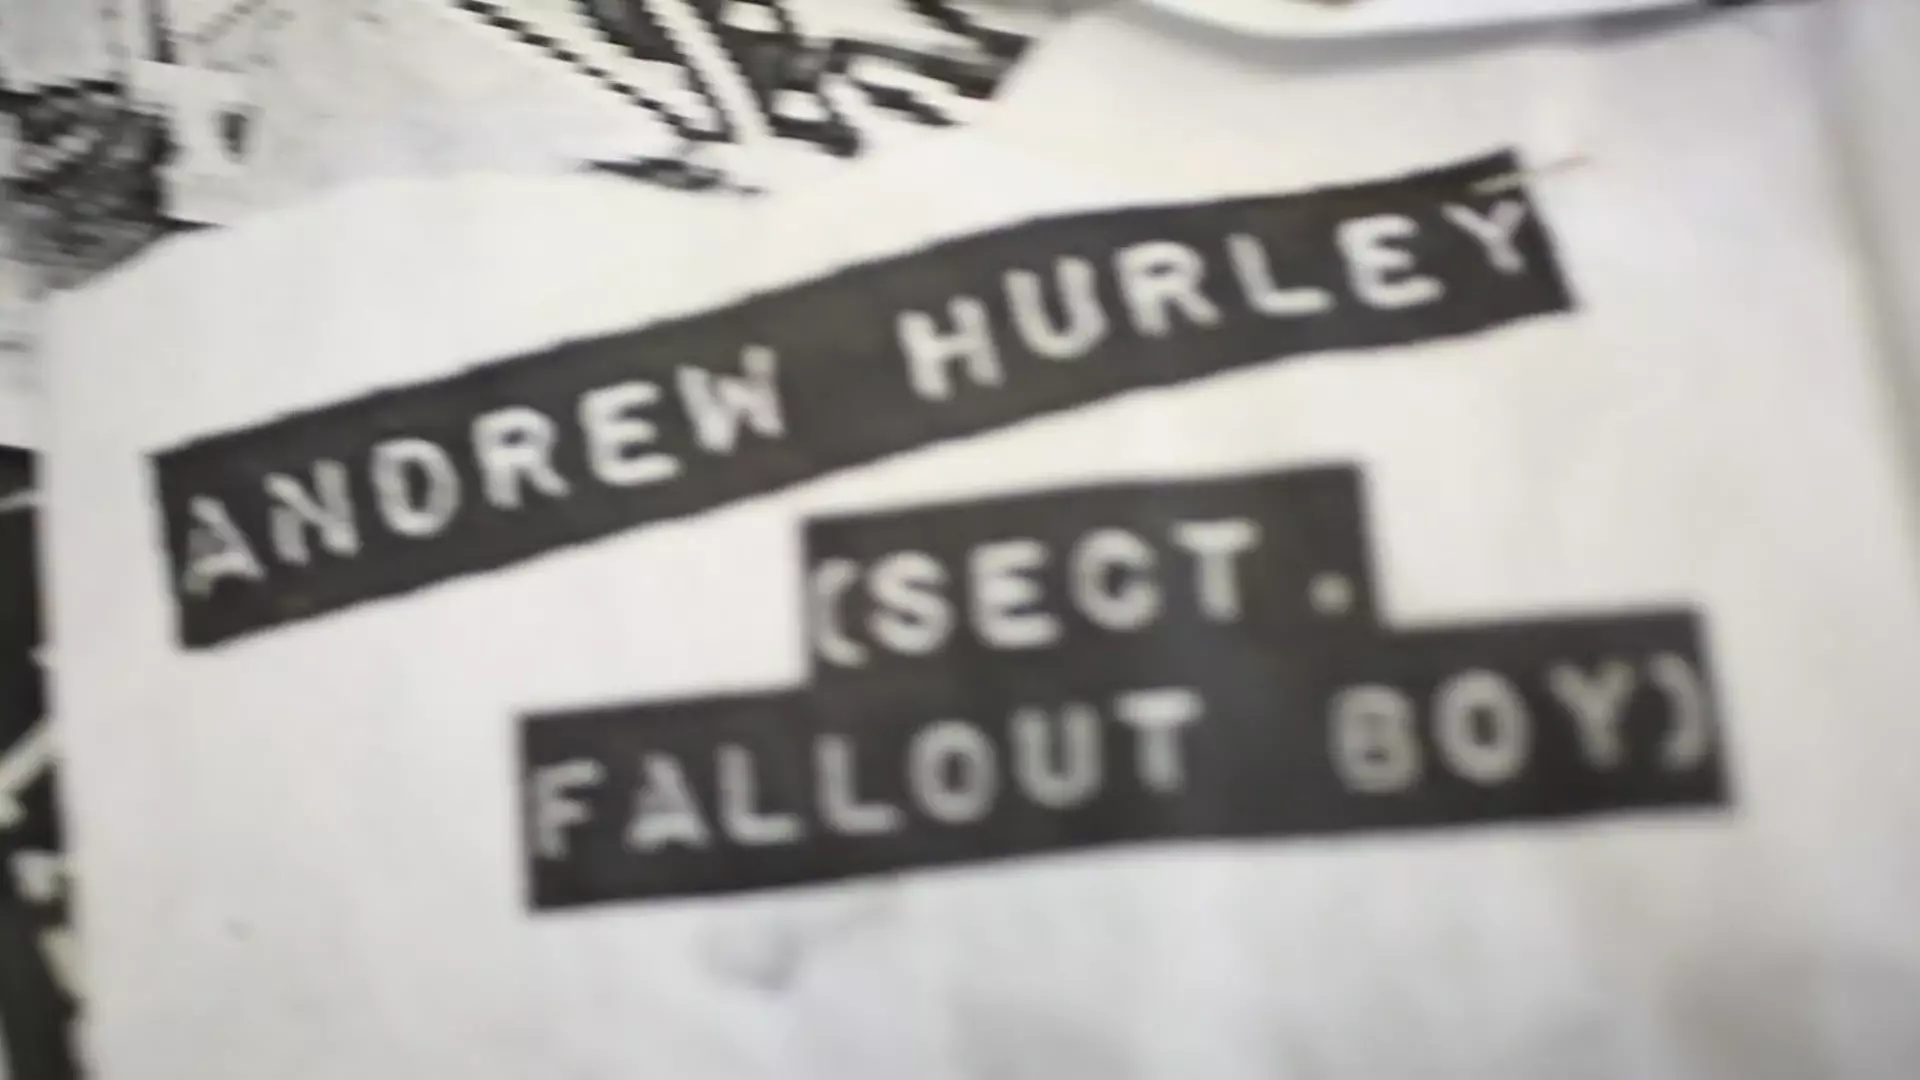 ANDREW HURLEY
(SECT.
FALLOUT BOY)